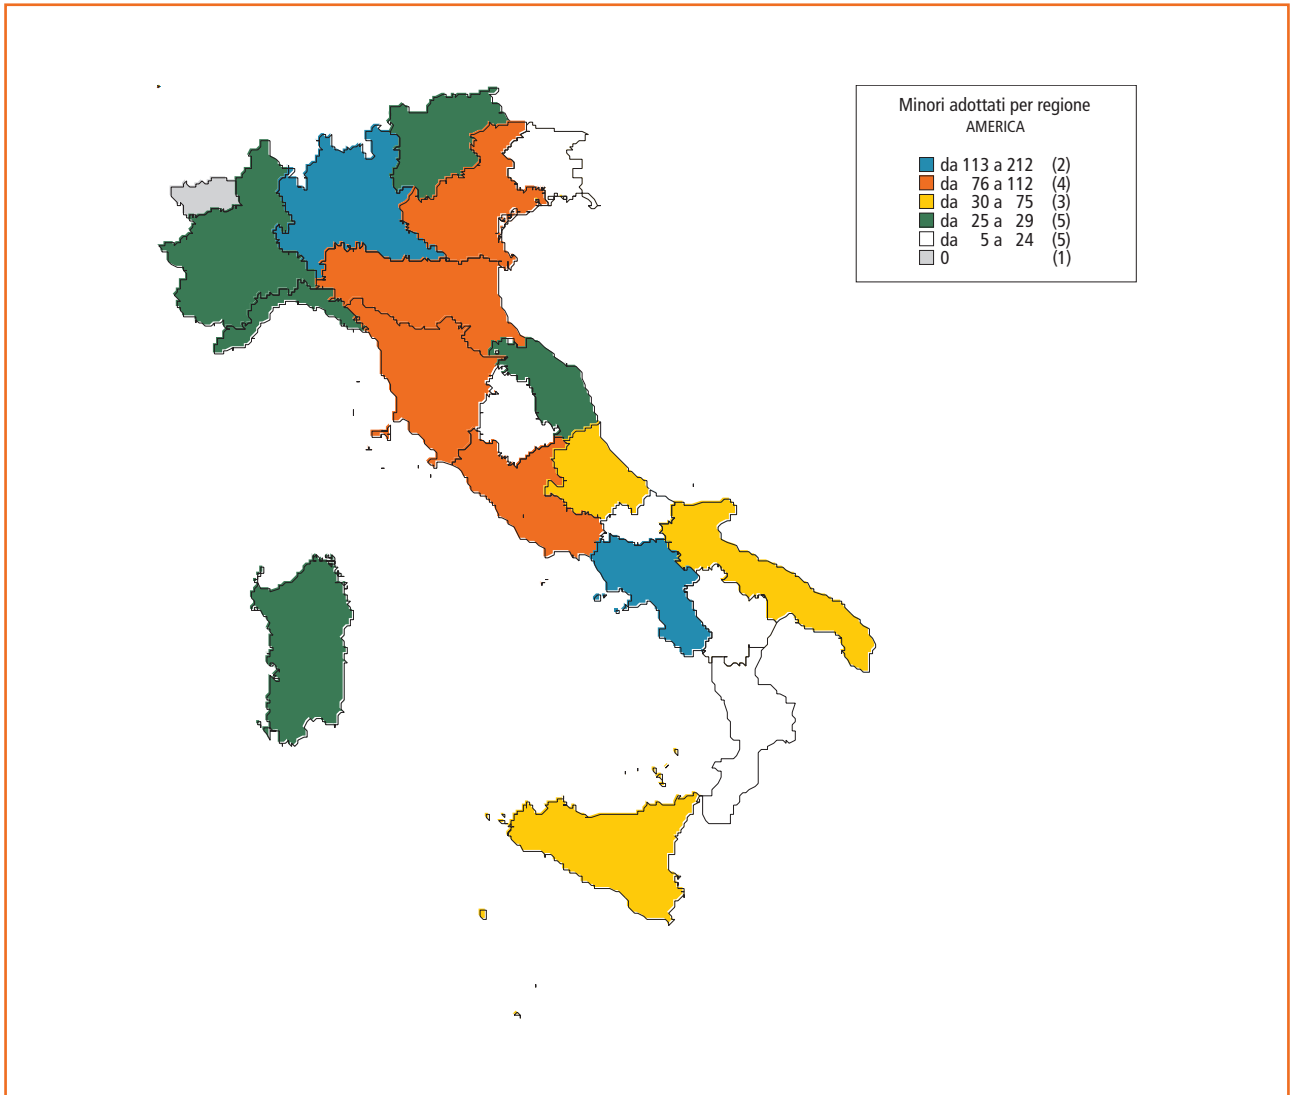 Minori adottati per regione
AMERICA
da 113 a 212 (2)
da 76 a 112 (4)
da 30 a 75 (3)
da 25 a 29 (5)
da 5 a 24 (5)
0 (1)